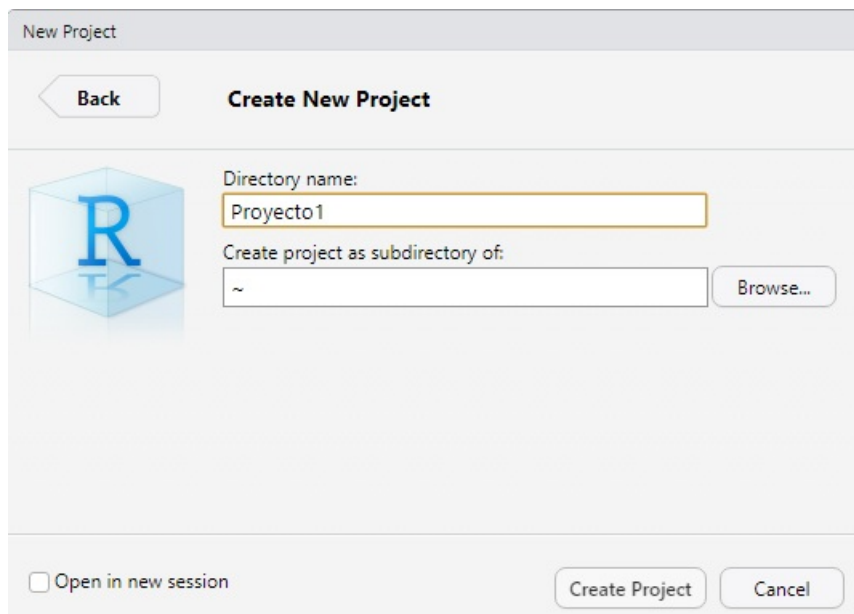 New Project
Back
Create New Project
R
Directory name:
Proyecto1
Create project as subdirectory of:
~
Browse...
Open in new session
Create Project
Cancel